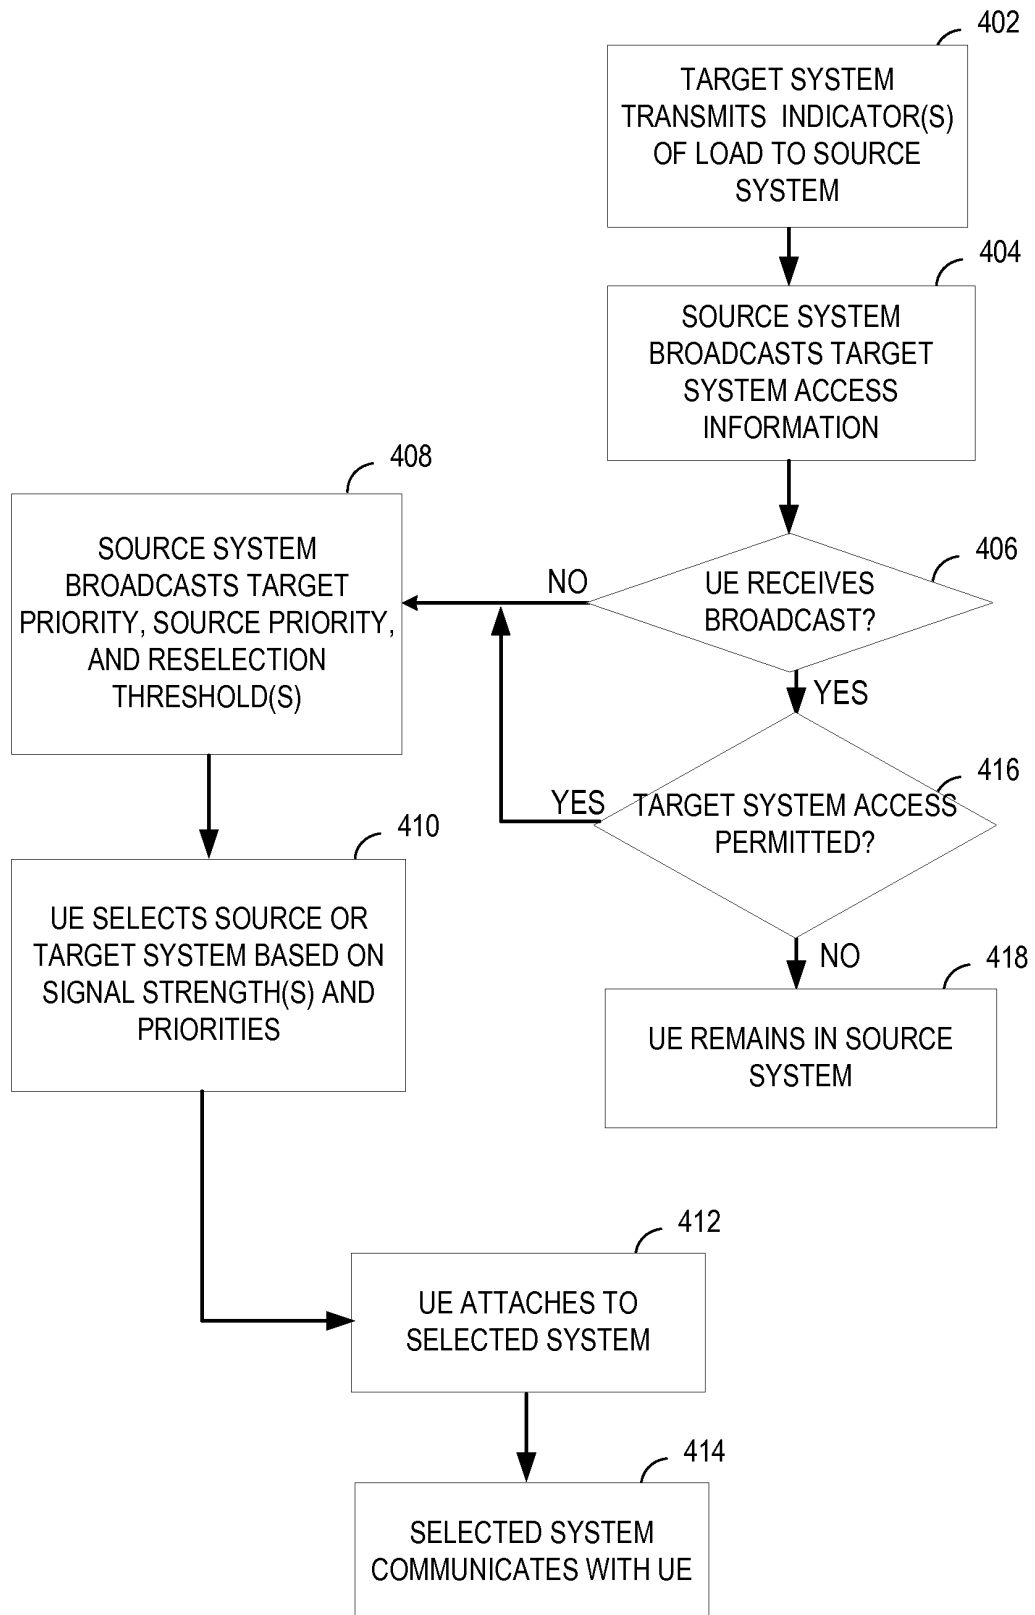 402
TARGET SYSTEM
TRANSMITS INDICATOR(S)
OF LOAD TO SOURCE
SYSTEM
404
SOURCE SYSTEM
BROADCASTS TARGET
SYSTEM ACCESS
INFORMATION
406
UE RECEIVES
BROADCAST?
NO
YES
408
SOURCE SYSTEM
BROADCASTS TARGET
PRIORITY, SOURCE PRIORITY,
AND RESELECTION
THRESHOLD(S)
416
TARGET SYSTEM ACCESS
PERMITTED?
YES
NO
410
UE SELECTS SOURCE OR
TARGET SYSTEM BASED ON
SIGNAL STRENGTH(S) AND
PRIORITIES
418
UE REMAINS IN SOURCE
SYSTEM
412
UE ATTACHES TO
SELECTED SYSTEM
414
SELECTED SYSTEM
COMMUNICATES WITH UE